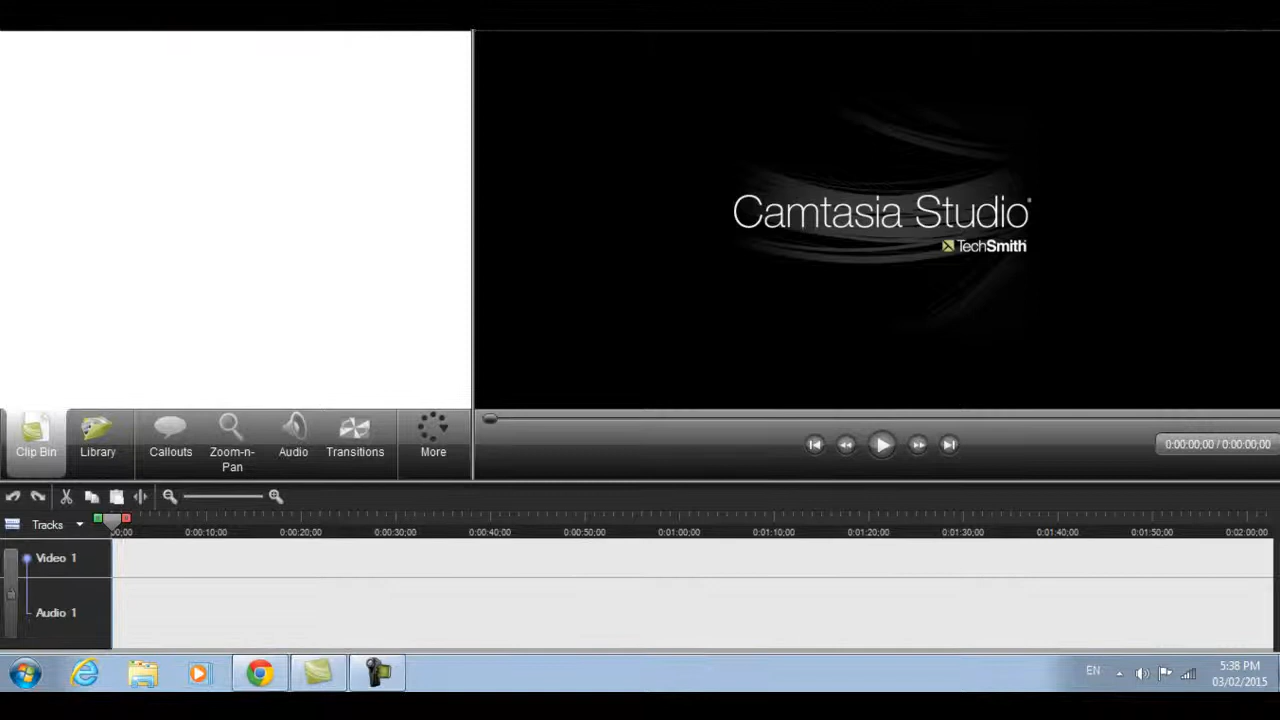 Camtasia Studio®
TechSmith
Clip Bin
Library
Callouts
Zoom-n-
Pan
Audio
Transitions
More
0:00:00;00 / 0:00:00;00
Tracks
00;00 0:00:10;00 0:00:20;00 0:00:30;00 0:00:40;00 0:00:50;00 0:01:00;00 0:01:10;00 0:01:20;00 0:01:30;00 0:01:40;00 0:01:50;00 0:02:00;00
Video 1
Audio 1
EN
5:38 PM
03/02/2015